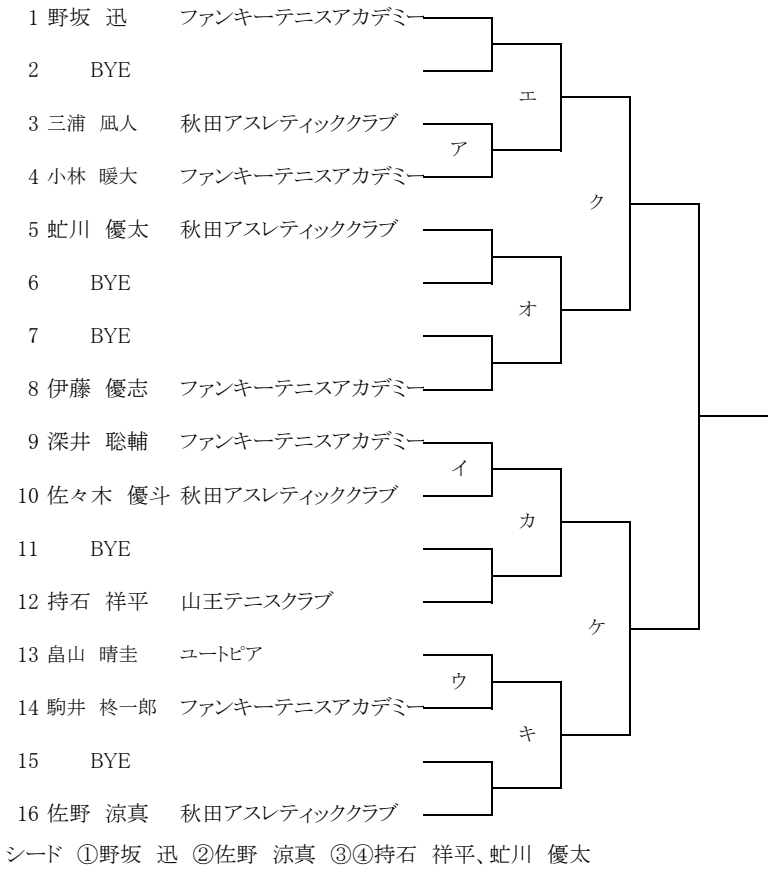 1 野坂 迅 ファンキーテニスアカデミー
2 BYE
エ
3 三浦 凪人 秋田アスレティッククラブ
ア
4 小林 暖大 ファンキーテニスアカデミー
ク
5 虻川 優太 秋田アスレティッククラブ
6 BYE
オ
7 BYE
8 伊藤 優志 ファンキーテニスアカデミー
9 深井 聡輔 ファンキーテニスアカデミー
イ
10 佐々木 優斗 秋田アスレティッククラブ
カ
11 BYE
12 持石 祥平 山王テニスクラブ
ケ
13 畠山 晴圭 ユートピア
ウ
14 駒井 柊一郎 ファンキーテニスアカデミー
キ
15 BYE
16 佐野 涼真 秋田アスレティッククラブ
シード ①野坂 迅 ②佐野 涼真 ③④持石 祥平、虻川 優太